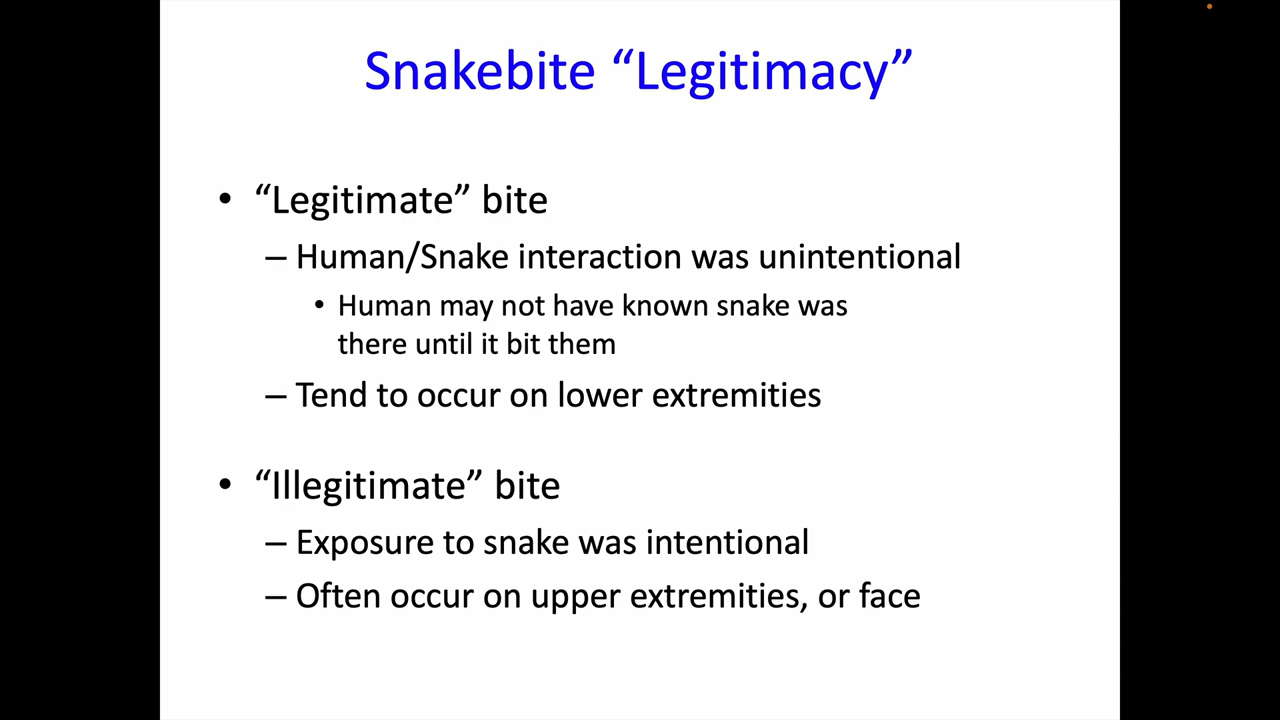 Snakebite “Legitimacy”
• “Legitimate” bite
– Human/Snake interaction was unintentional
• Human may not have known snake was
there until it bit them
– Tend to occur on lower extremities
• “Illegitimate” bite
– Exposure to snake was intentional
– Often occur on upper extremities, or face